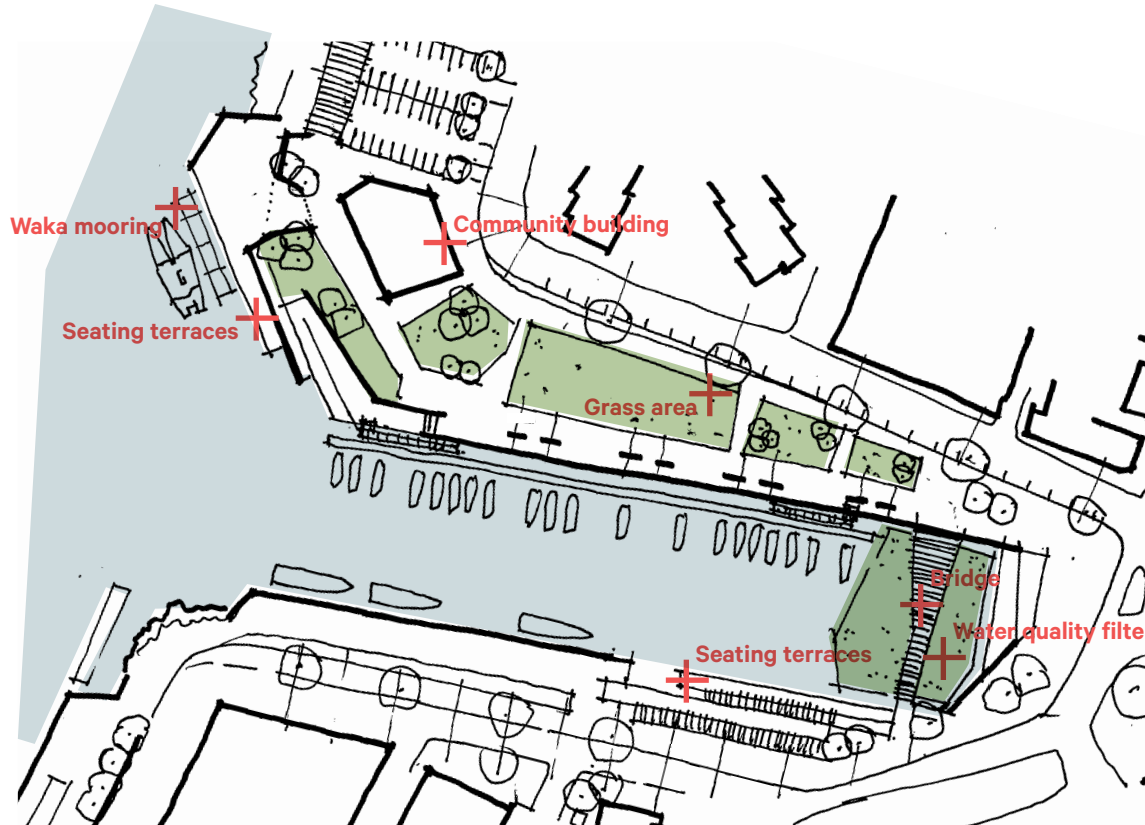 Waka mooring
Community building
Seating terraces
Grass area
Bridge
Water quality filte
Seating terraces